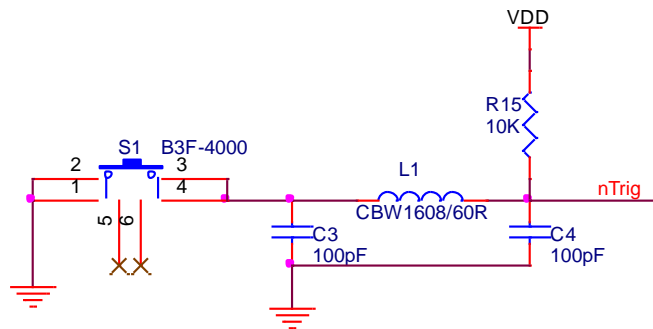 VDD
R15
10K
S1 B3F-4000
2 3
1 4
5 6
L1
CBW1608/60R
nTrig
C3
100pF
C4
100pF